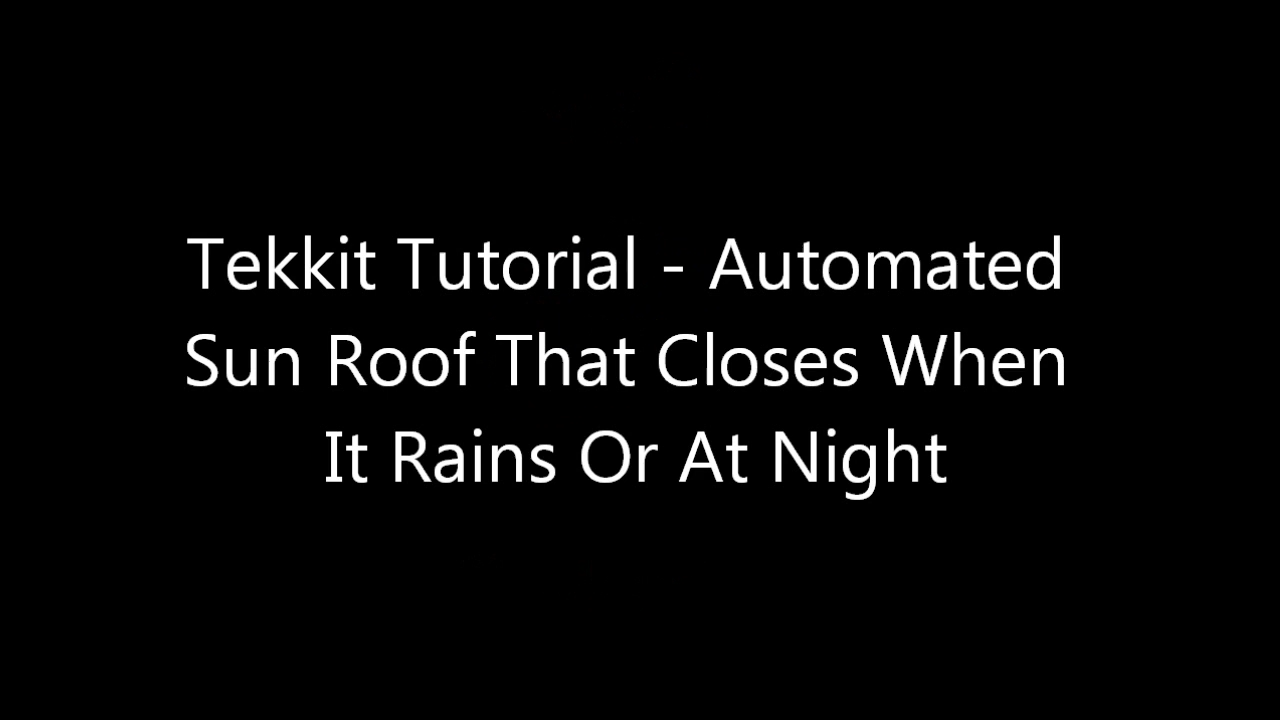 Tekkit Tutorial - Automated
Sun Roof That Closes When
It Rains Or At Night